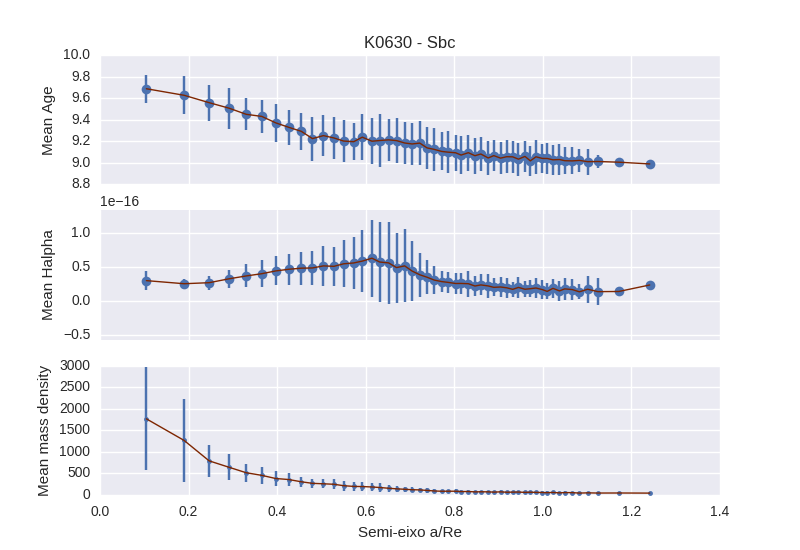 K0630 - Sbc
10.0
9.8
9.6
9.4
9.2
9.0
8.8
Mean Age
1e−16
1.0
0.5
0.0
−0.5
Mean Halpha
3000
2500
2000
1500
1000
500
0
Mean mass density
0.0 0.2 0.4 0.6 0.8 1.0 1.2 1.4
Semi-eixo a/Re